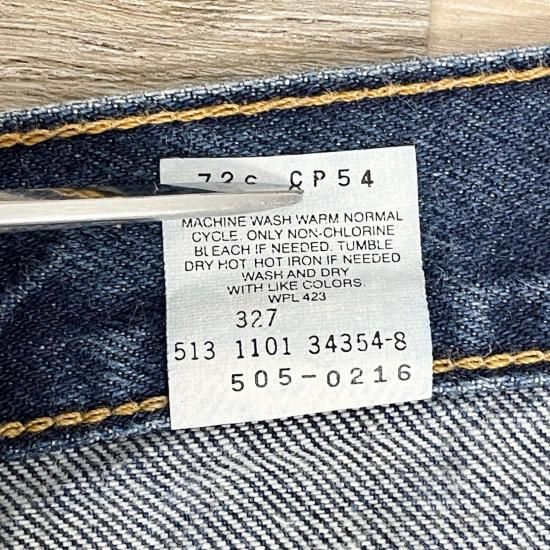 CP54
MACHINE WASH WARM NORMAL
CYCLE. ONLY NON-CHLORINE
BLEACH IF NEEDED. TUMBLE
DRY HOT. HOT IRON IF NEEDED
WASH AND DRY
WITH LIKE COLORS.
WPL 423
327
513 1101 34354-8
505-0216